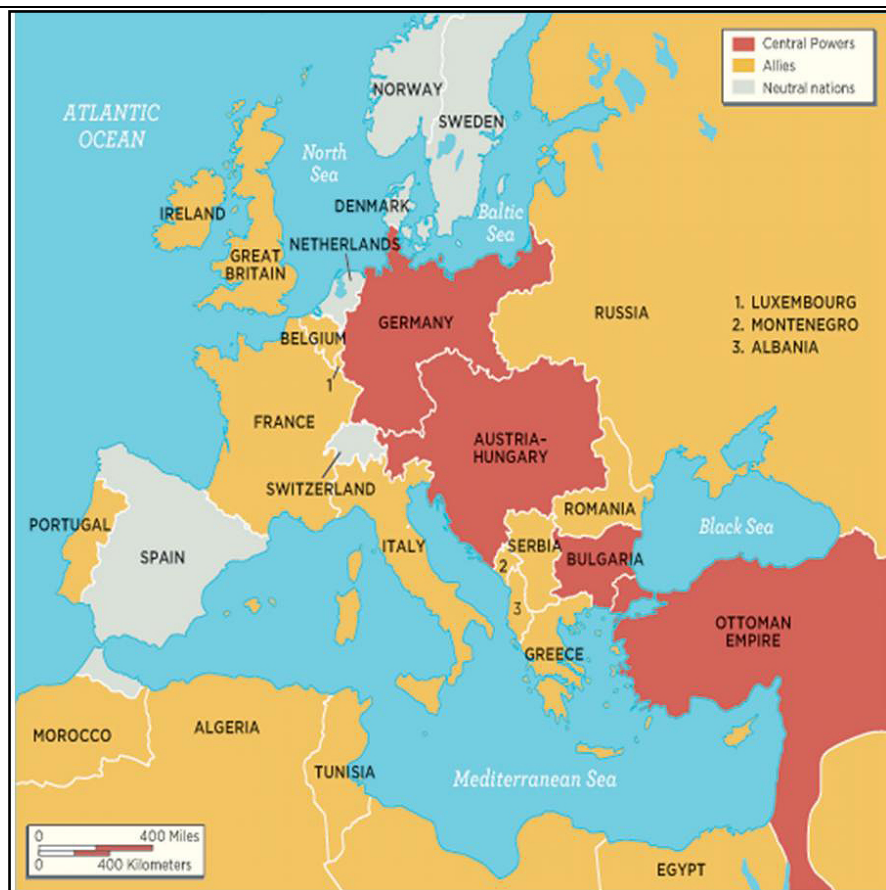 Central Powers
Allies
Neutral nations
ATLANTIC
OCEAN
NORWAY
SWEDEN
North
Sea
IRELAND
DENMARK
Baltic
Sea
NETHERLANDS
GREAT
BRITAIN
GERMANY
RUSSIA
1. LUXEMBOURG
2. MONTENEGRO
3. ALBANIA
BELGIUM
1
FRANCE
AUSTRIA-
HUNGARY
SWITZERLAND
ROMANIA
PORTUGAL
SPAIN
ITALY
SERBIA
2
BULGARIA
Black Sea
3
OTTOMAN
EMPIRE
GREECE
MOROCCO
ALGERIA
TUNISIA
Mediterranean Sea
0 400 Miles
0 400 Kilometers
EGYPT